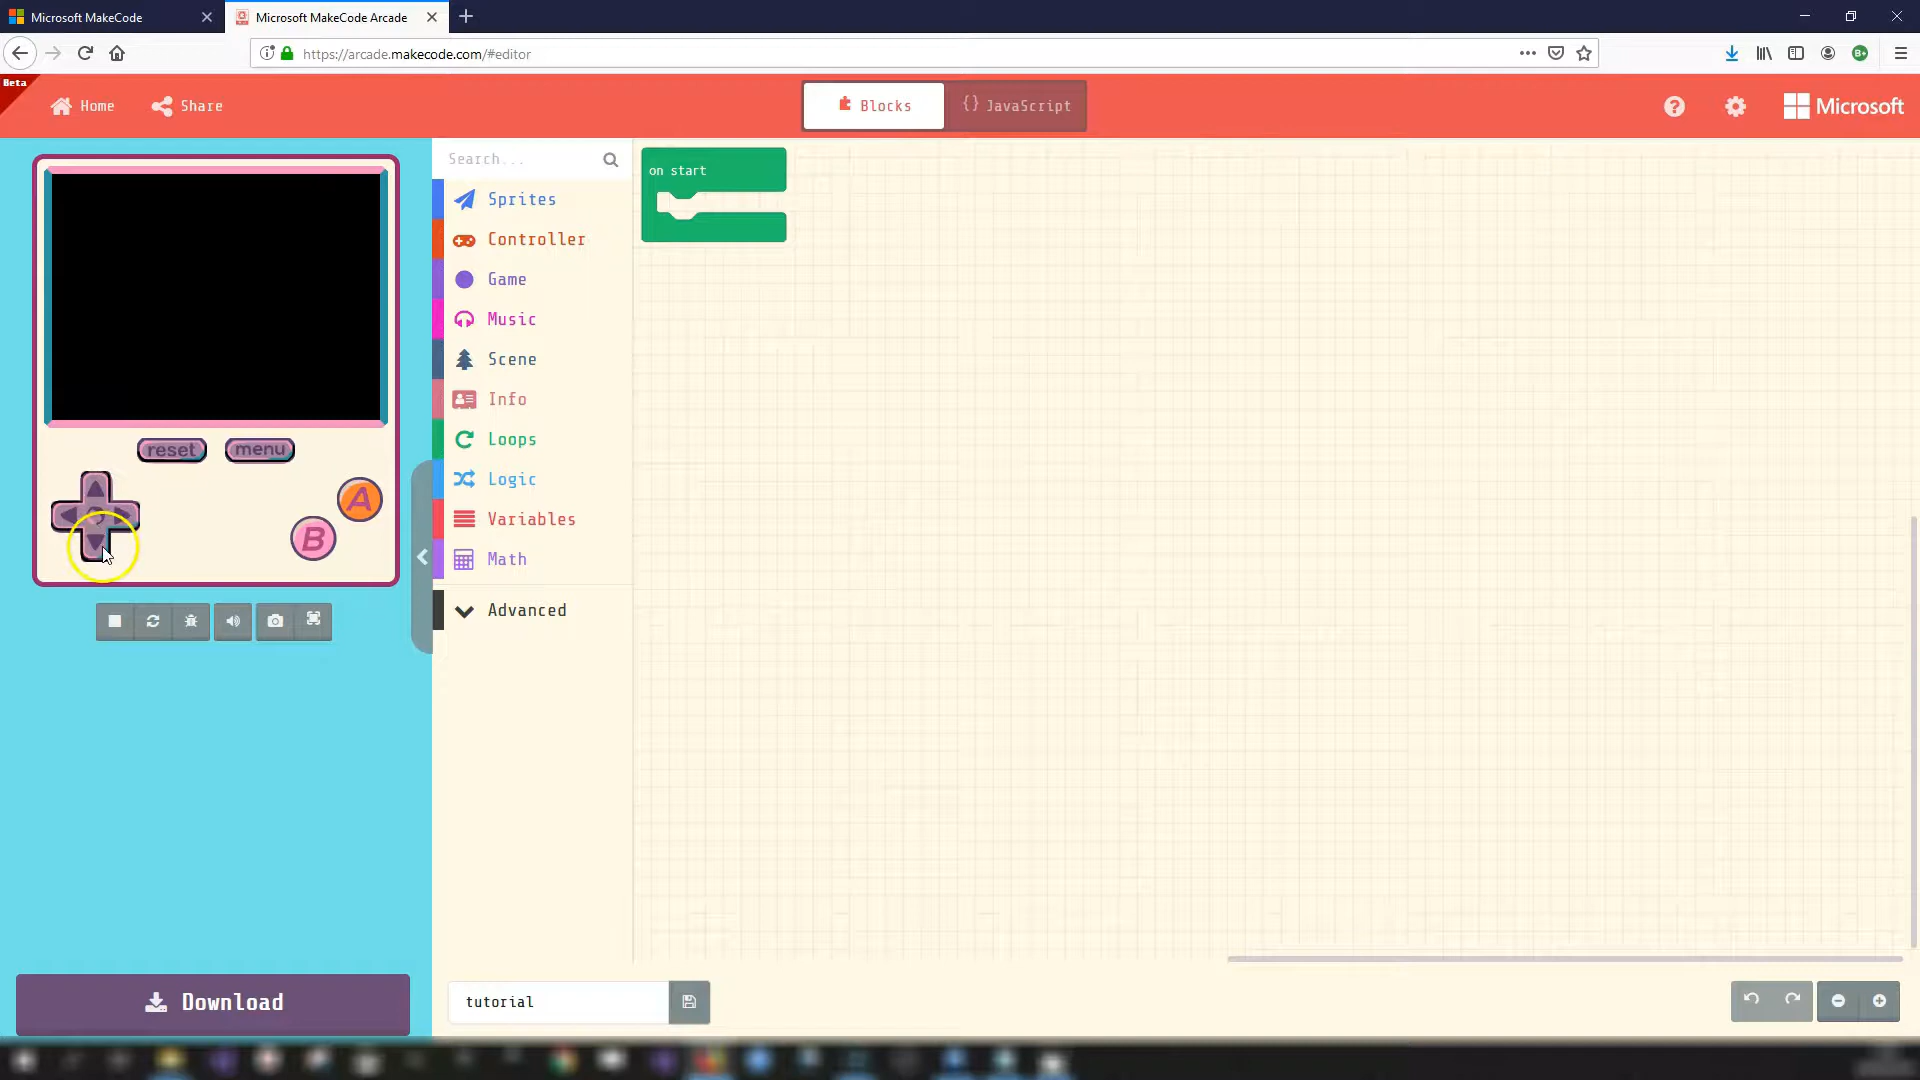 Microsoft MakeCode
Microsoft MakeCode Arcade
https://arcade.makecode.com/#editor
B+
Beta
Home
Share
Blocks
{} JavaScript
?
Microsoft
Search...
on start
Sprites
Controller
Game
Music
Scene
Info
Loops
Logic
Variables
Math
Advanced
reset
menu
A
B
Download
tutorial